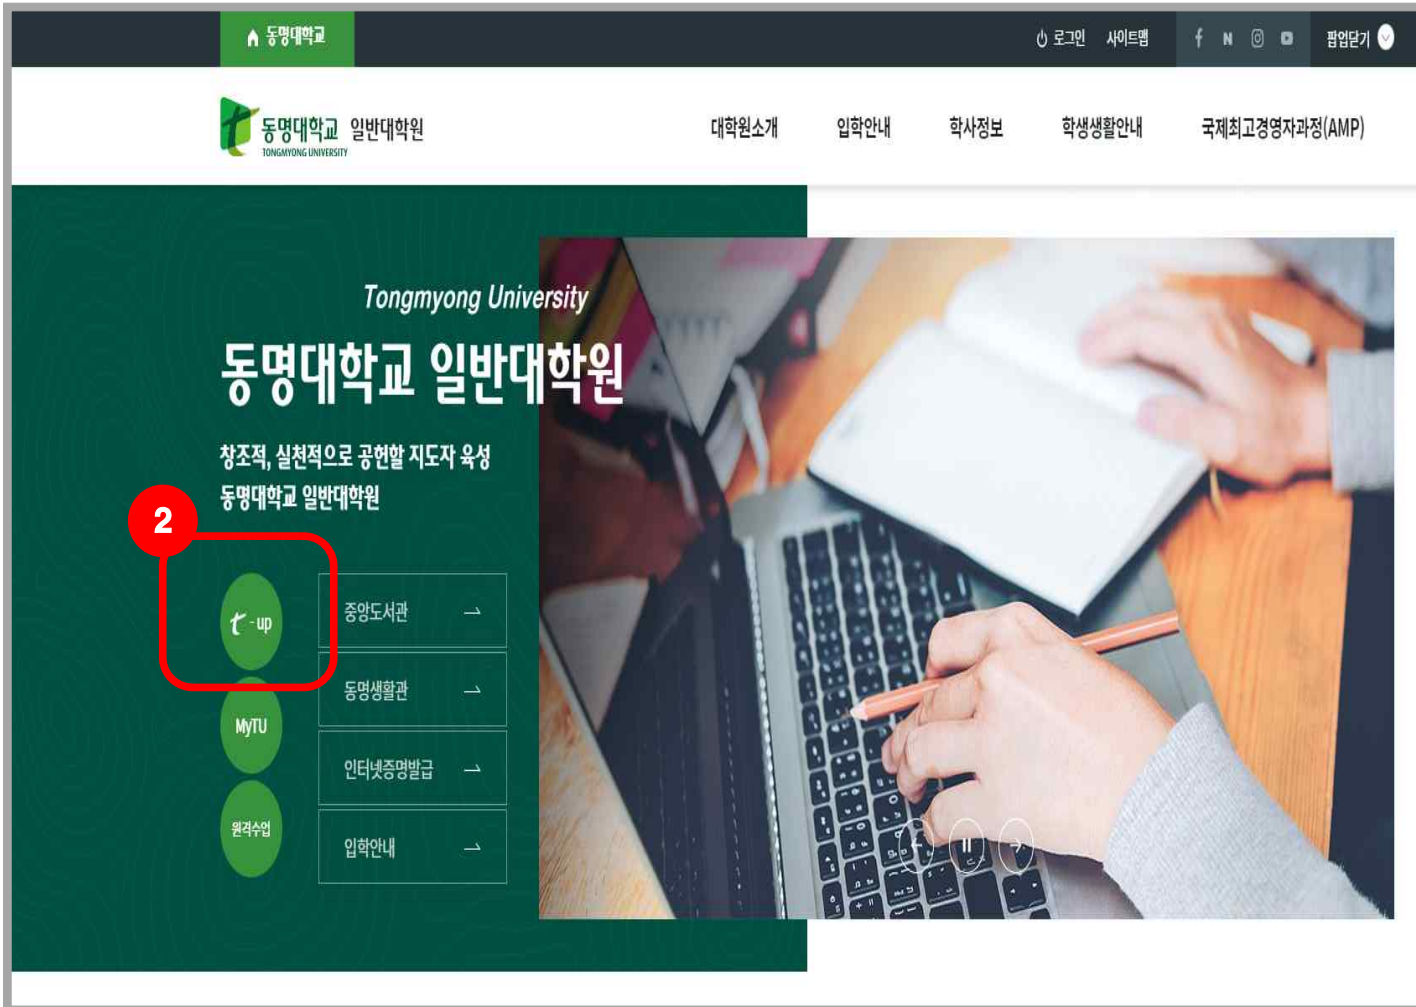 동명대학교
로그인 사이트맵
팝업닫기
동명대학교 일반대학원
TONGMYONG UNIVERSITY
대학원소개 입학안내 학사정보 학생생활안내 국제최고경영자과정(AMP)
Tongmyong University
동명대학교 일반대학원
창조적, 실천적으로 공헌할 지도자 육성
동명대학교 일반대학원
2
t-up
중앙도서관
동명생활관
MyTU
인터넷증명발급
원격수업
입학안내